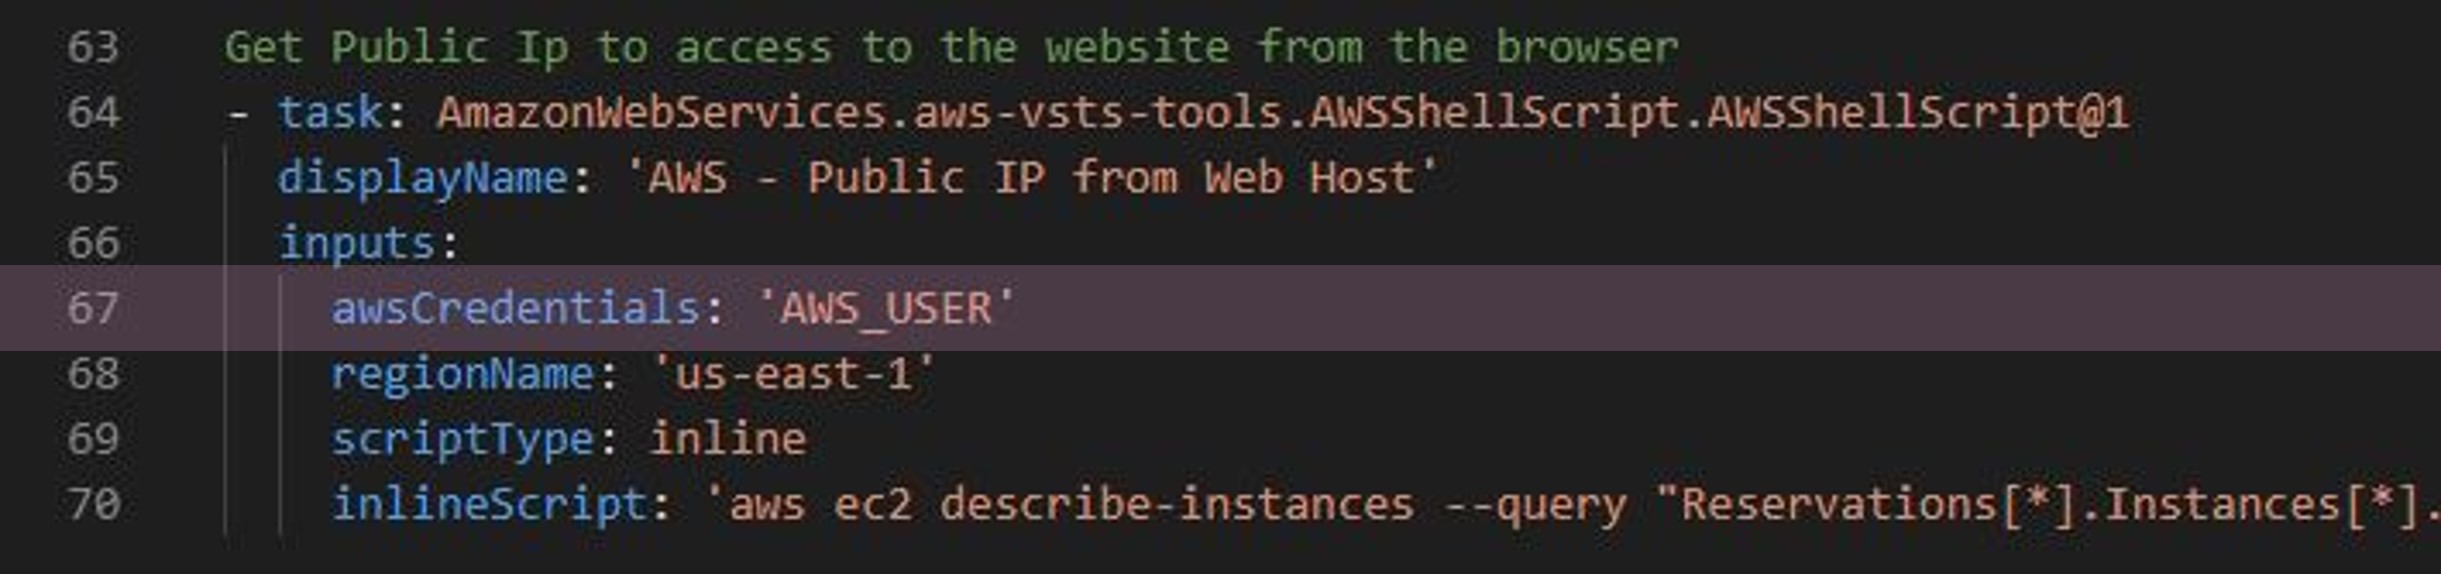 63 Get Public Ip to access to the website from the browser
64 - task: AmazonWebServices.aws-vsts-tools.AWSShellScript.AWSShellScript@1
65 displayName: 'AWS - Public IP from Web Host'
66 inputs:
67 awsCredentials: 'AWS_USER'
68 regionName: 'us-east-1'
69 scriptType: inline
70 inlineScript: 'aws ec2 describe-instances --query "Reservations[*].Instances[*].